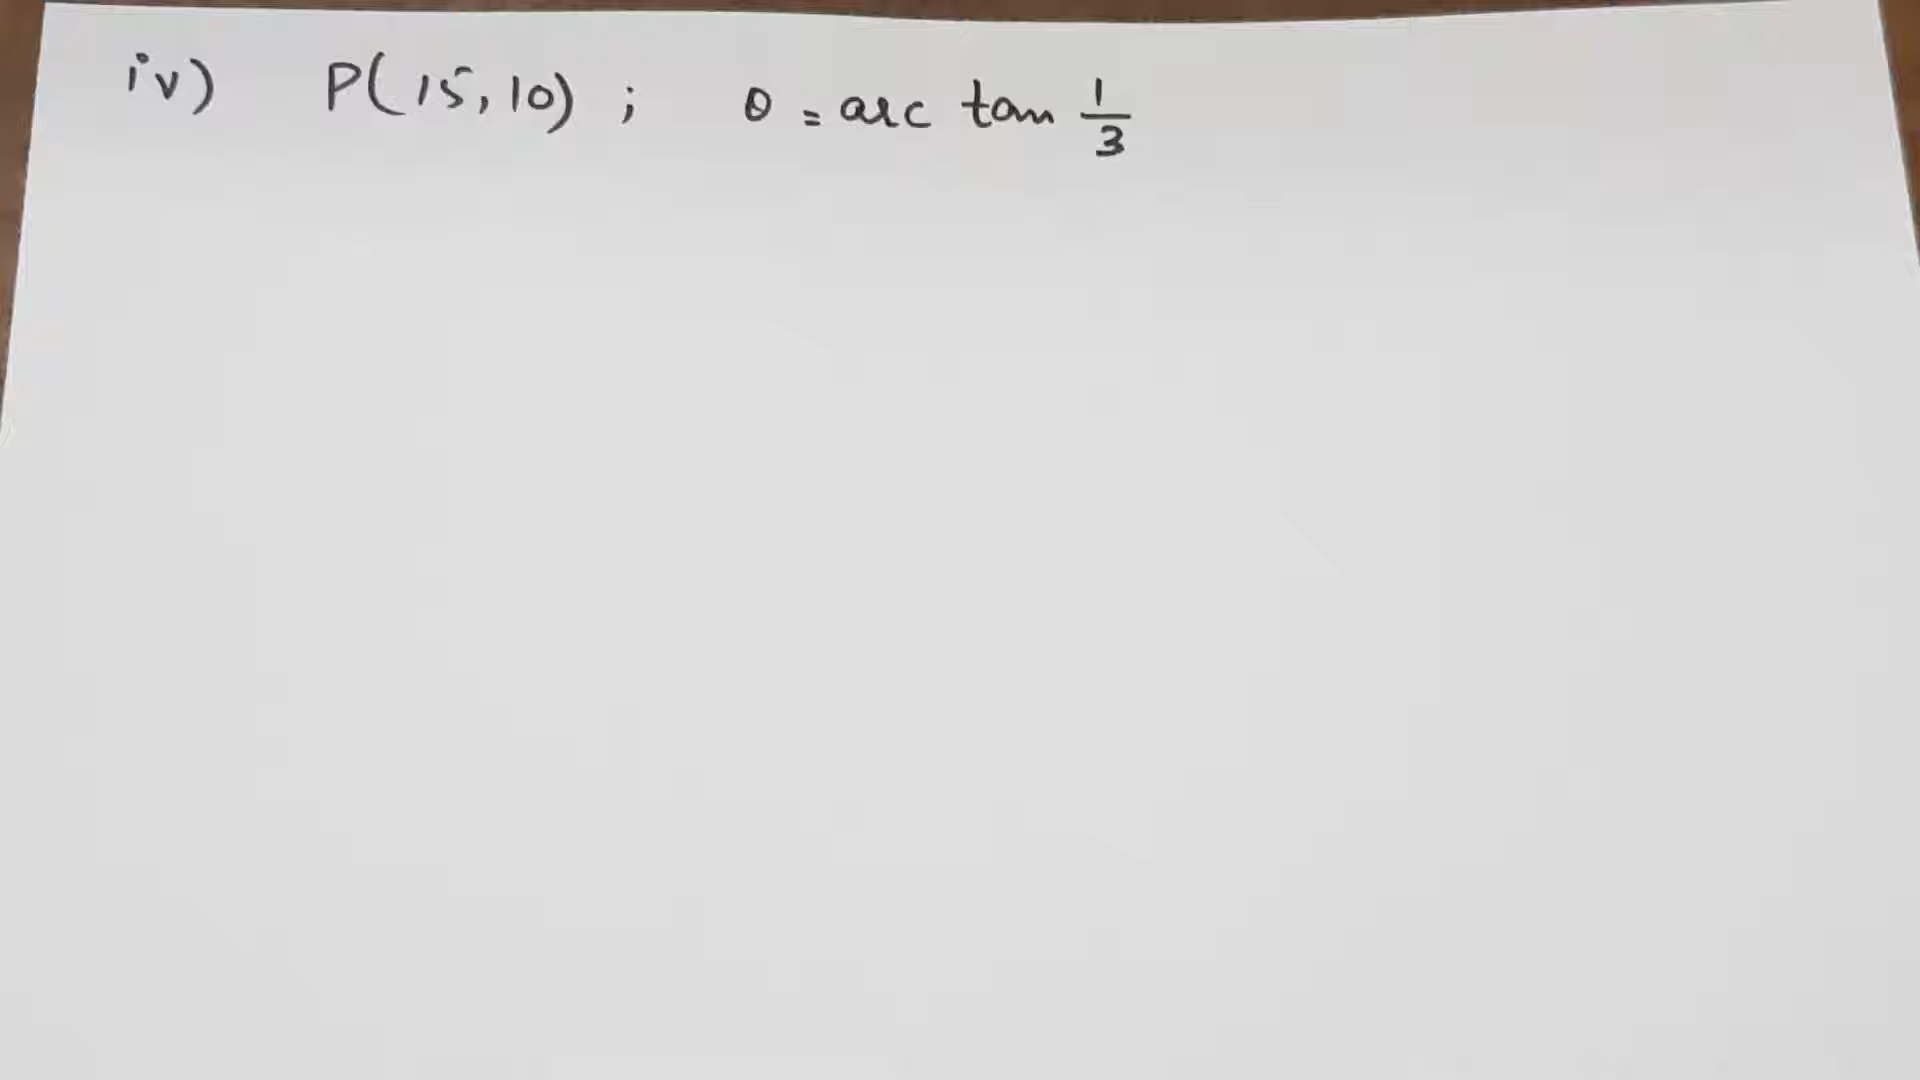 iv) P(15,10) ; θ = arc tan 1/3